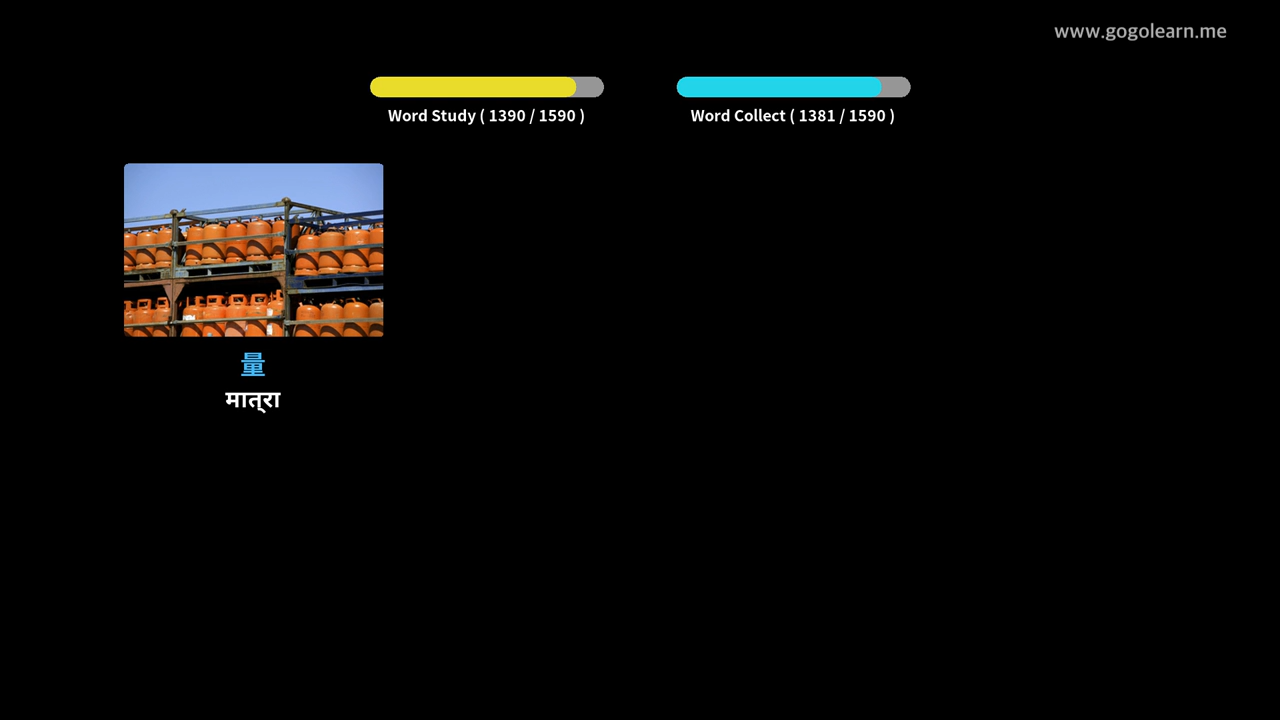 www.gogolearn.me
Word Study ( 1390 / 1590 )
Word Collect ( 1381 / 1590 )
量
मात्रा